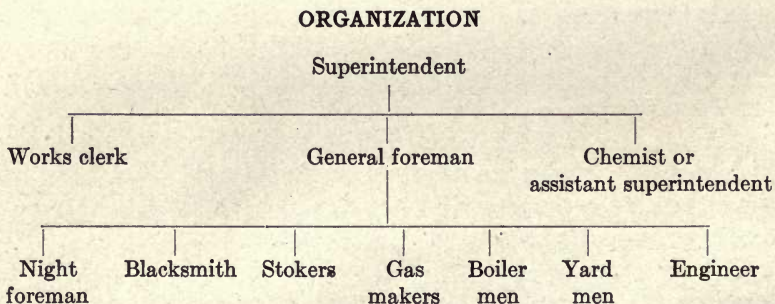 ORGANIZATION
Superintendent
Works clerk General foreman Chemist or
assistant superintendent
Night Blacksmith Stokers Gas Boiler Yard Engineer
foreman makers men men